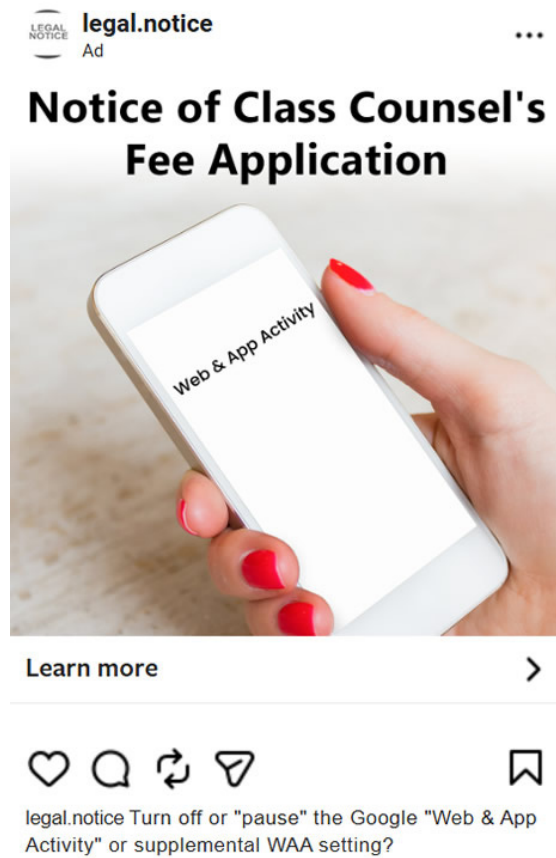 LEGAL
NOTICE
legal.notice
Ad
Notice of Class Counsel's
Fee Application
Web & App Activity
Learn more
legal.notice Turn off or "pause" the Google "Web & App
Activity" or supplemental WAA setting?